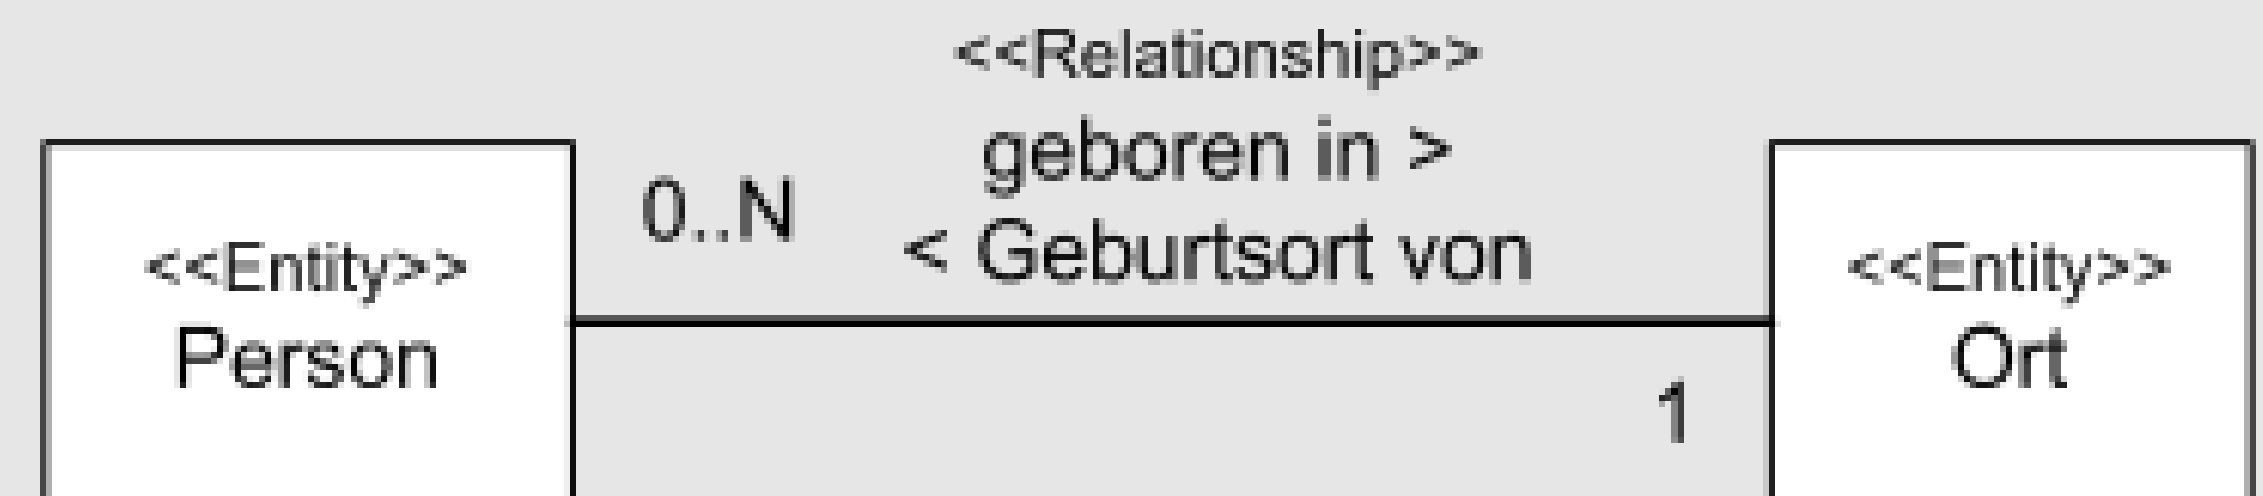 <<Relationship>>
geboren in >
0..N
< Geburtsort von
<<Entity>>
Person
<<Entity>>
Ort
1